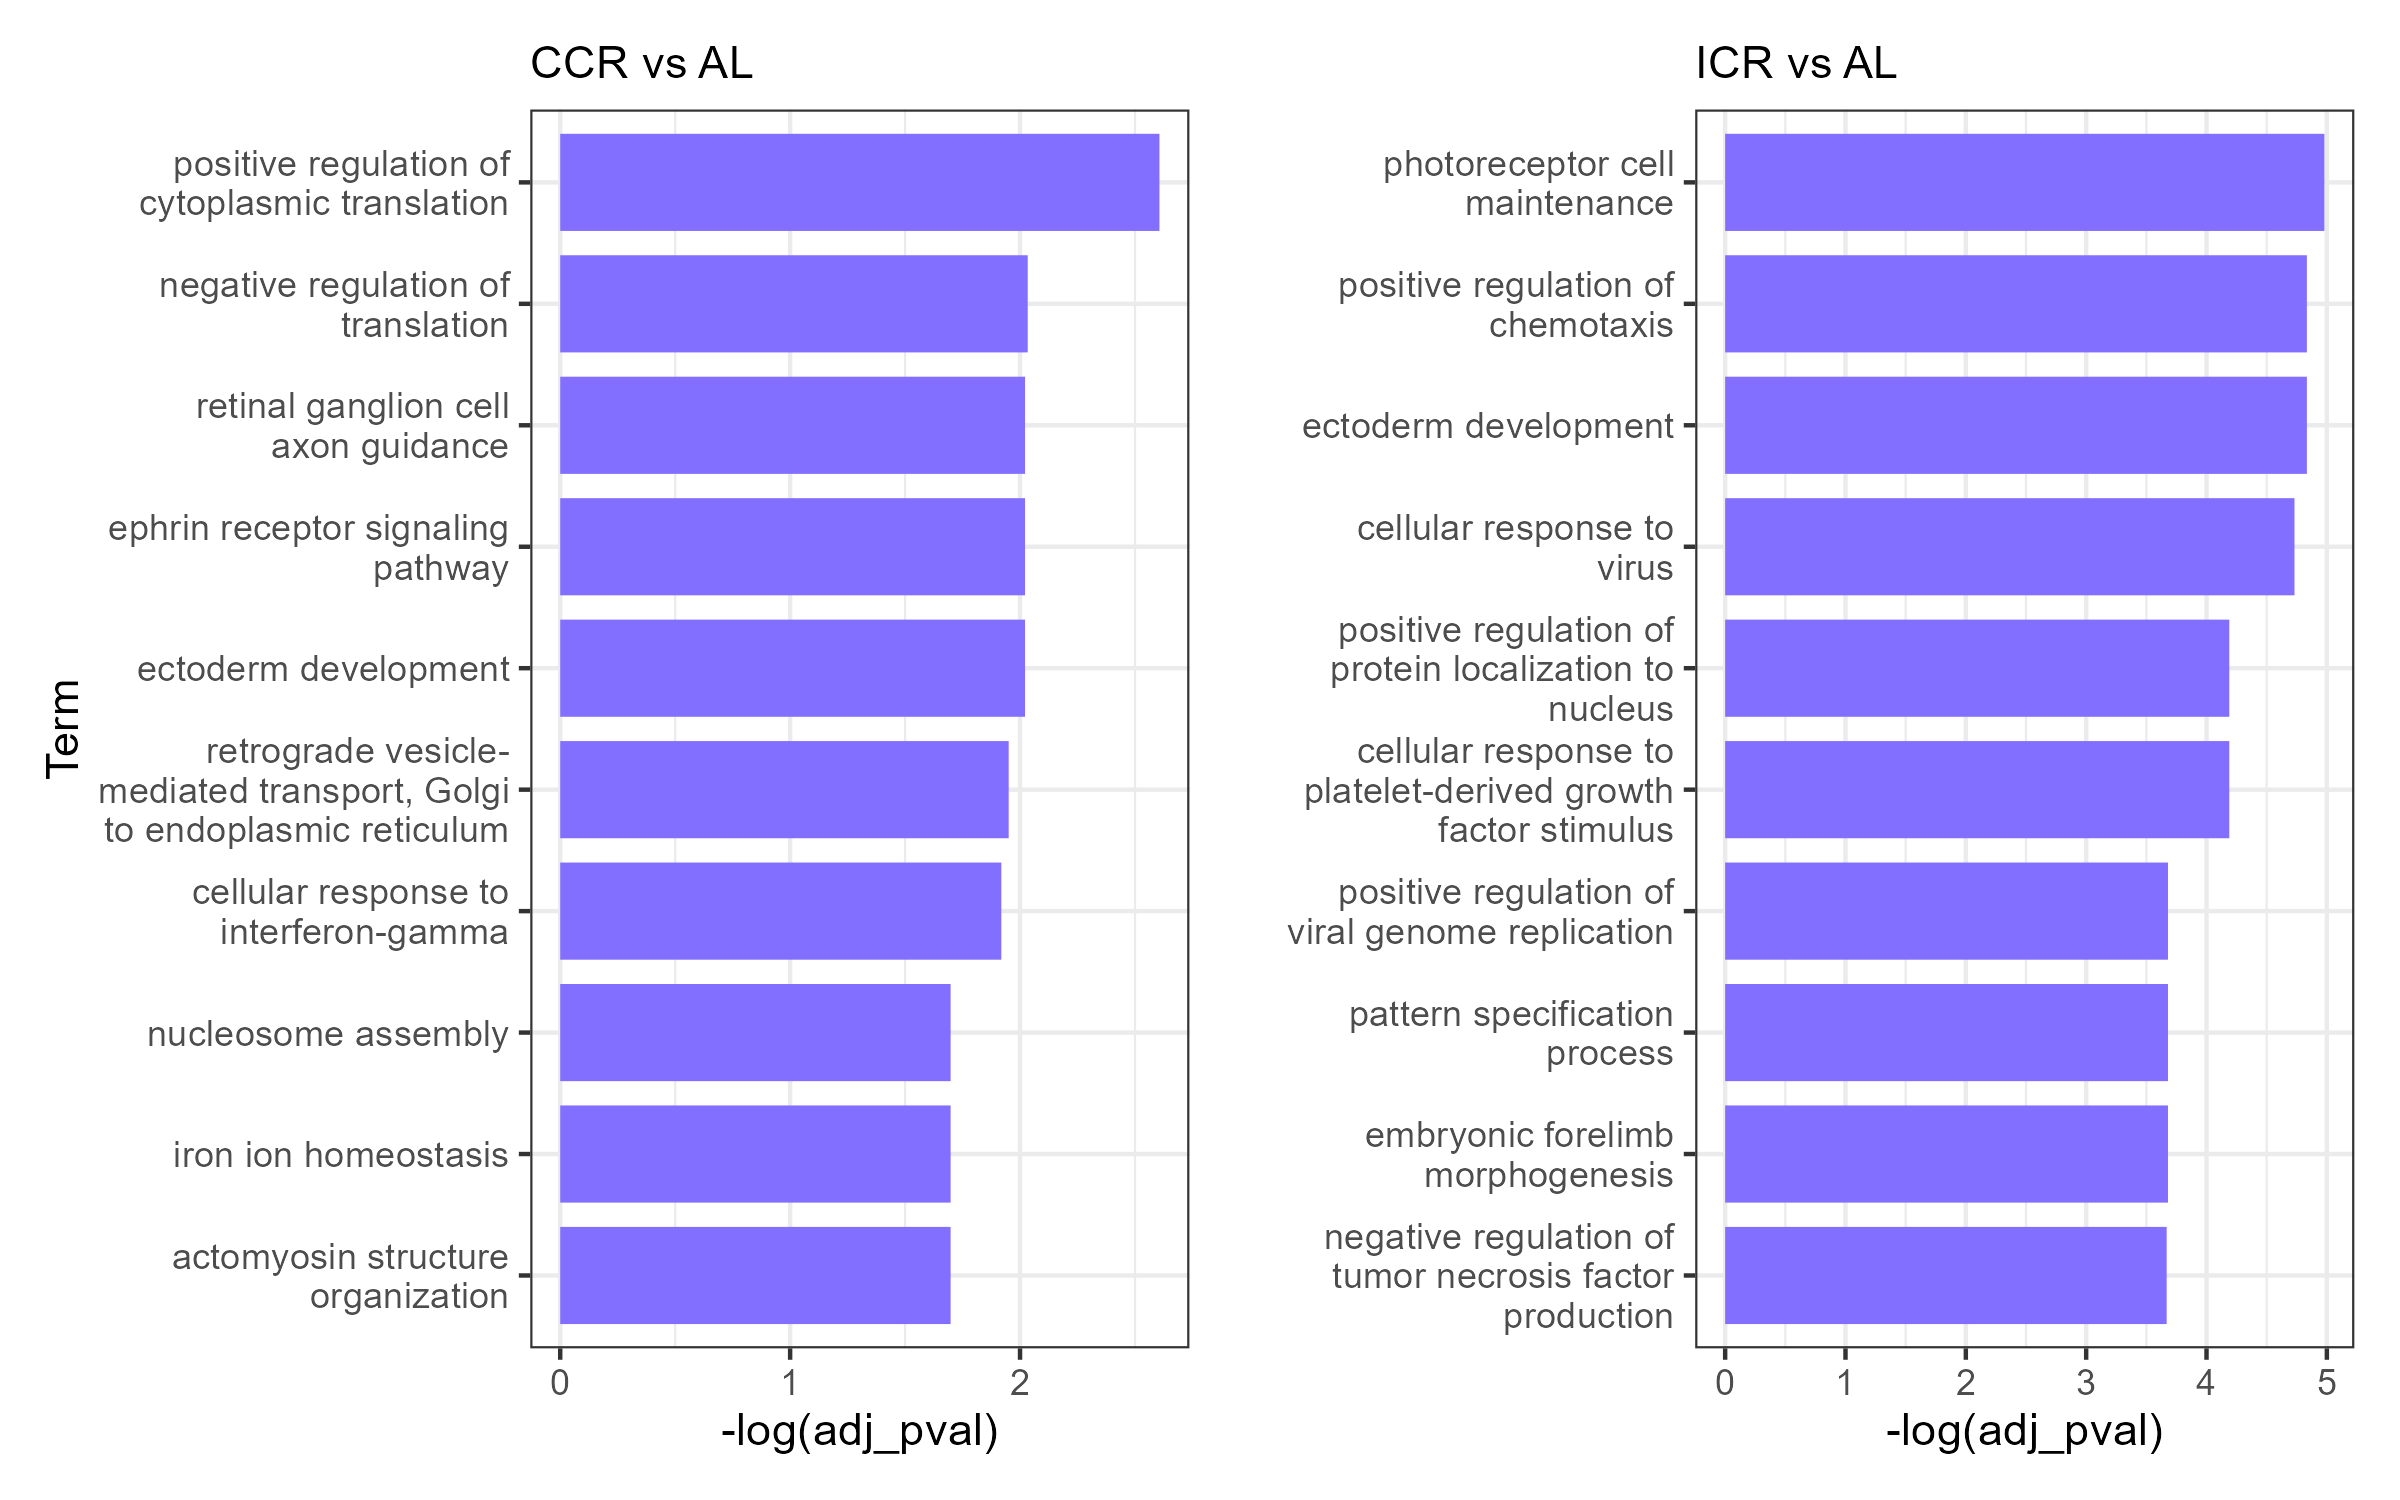 CCR vs AL
Term
positive regulation of
cytoplasmic translation
negative regulation of
translation
retinal ganglion cell
axon guidance
ephrin receptor signaling
pathway
ectoderm development
retrograde vesicle-
mediated transport, Golgi
to endoplasmic reticulum
cellular response to
interferon-gamma
nucleosome assembly
iron ion homeostasis
actomyosin structure
organization
0 1 2
-log(adj_pval)
ICR vs AL
photoreceptor cell
maintenance
positive regulation of
chemotaxis
ectoderm development
cellular response to
virus
positive regulation of
protein localization to
nucleus
cellular response to
platelet-derived growth
factor stimulus
positive regulation of
viral genome replication
pattern specification
process
embryonic forelimb
morphogenesis
negative regulation of
tumor necrosis factor
production
0 1 2 3 4 5
-log(adj_pval)